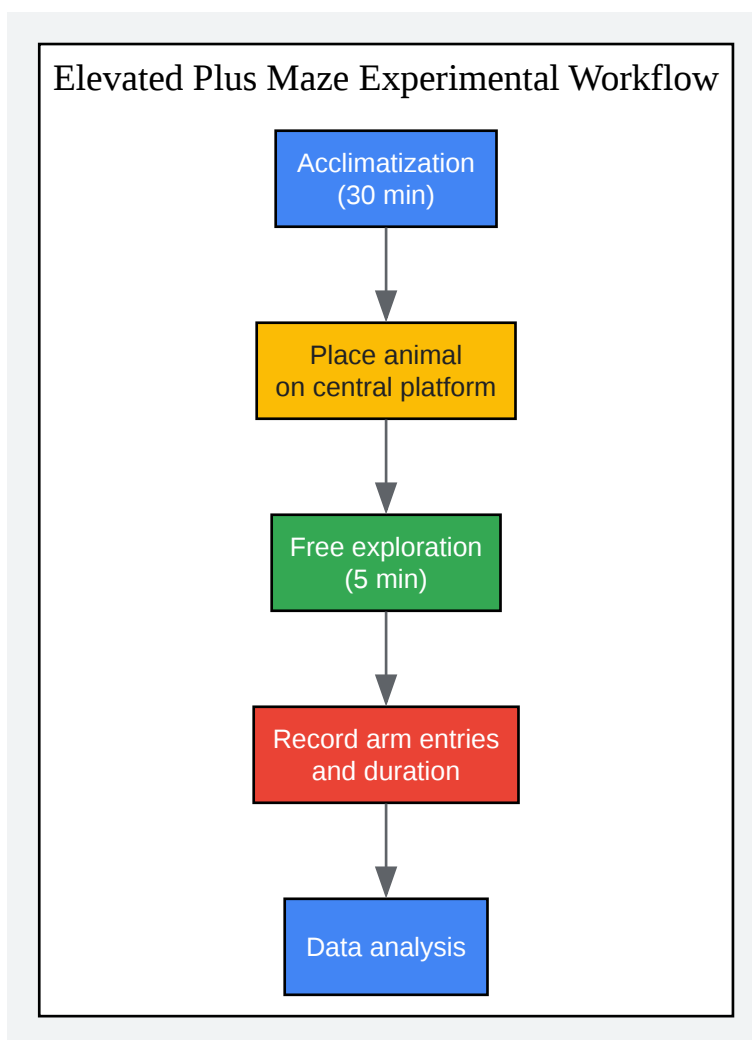 Elevated Plus Maze Experimental Workflow
Acclimatization
(30 min)
Place animal
on central platform
Free exploration
(5 min)
Record arm entries
and duration
Data analysis